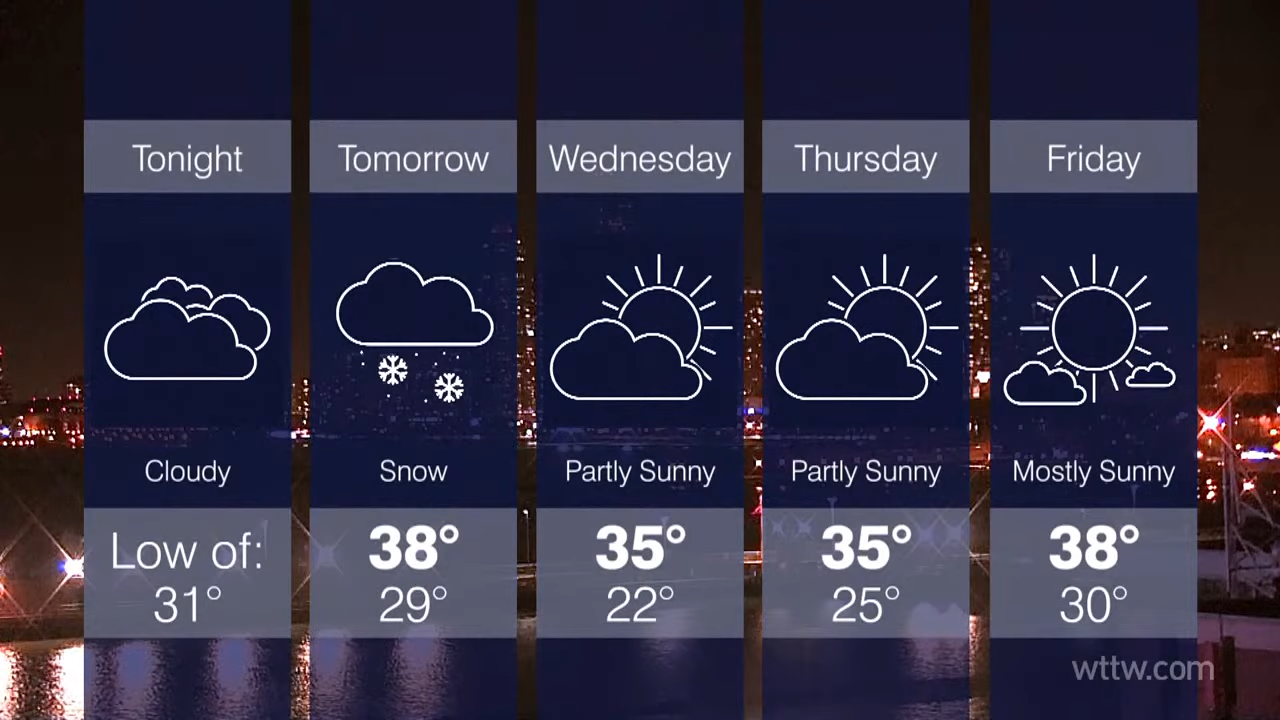 Tonight
Cloudy
Low of:
31°
Tomorrow
Snow
38°
29°
Wednesday
Partly Sunny
35°
22°
Thursday
Partly Sunny
35°
25°
Friday
Mostly Sunny
38°
30°
wttw.com